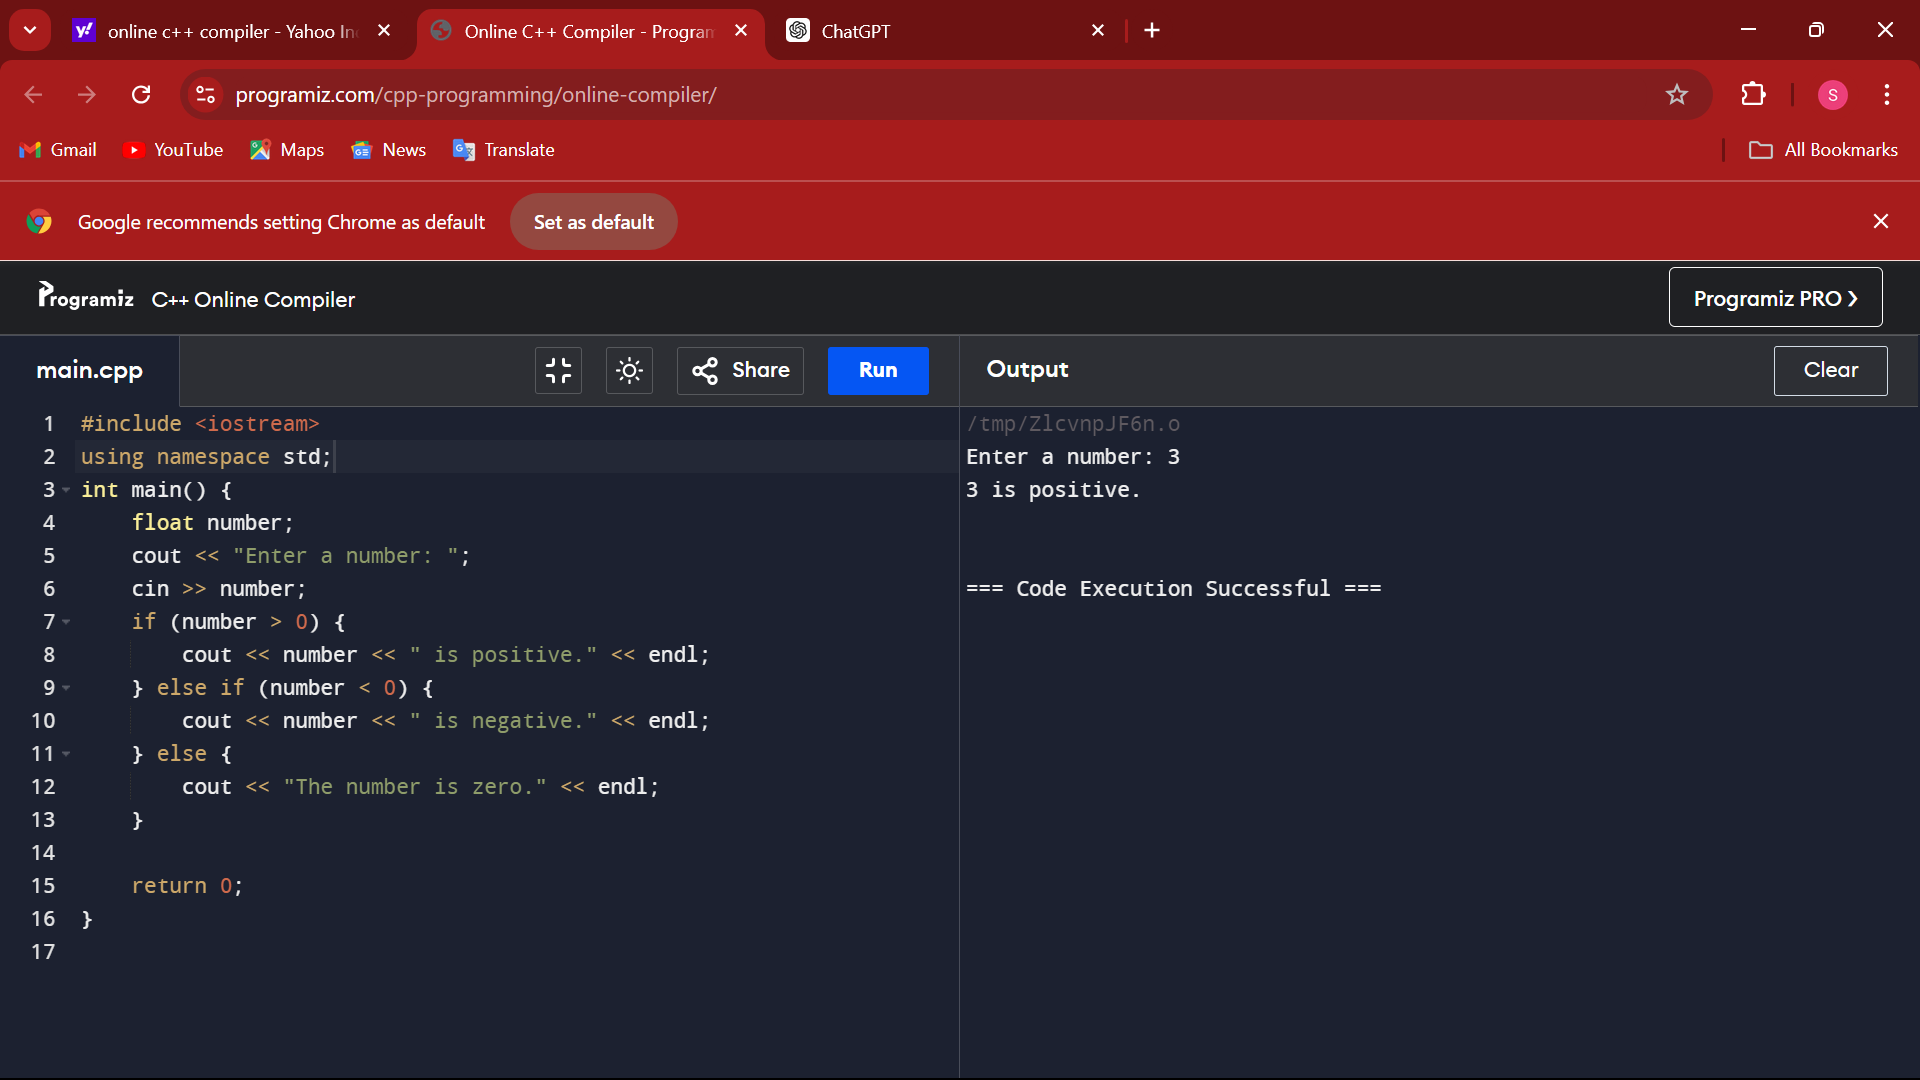 online c++ compiler - Yahoo In
Online C++ Compiler - Program
ChatGPT
programiz.com/cpp-programming/online-compiler/
S
Gmail
YouTube
Maps
News
Translate
All Bookmarks
Google recommends setting Chrome as default
Set as default
Programiz
C++ Online Compiler
Programiz PRO ❯
main.cpp
Share
Run
Output
Clear
1 #include <iostream>
2 using namespace std;
3 int main() {
4     float number;
5     cout << "Enter a number: ";
6     cin >> number;
7     if (number > 0) {
8         cout << number << " is positive." << endl;
9     } else if (number < 0) {
10         cout << number << " is negative." << endl;
11     } else {
12         cout << "The number is zero." << endl;
13     }
14
15     return 0;
16 }
17
/tmp/ZlcvnpJF6n.o
Enter a number: 3
3 is positive.
=== Code Execution Successful ===